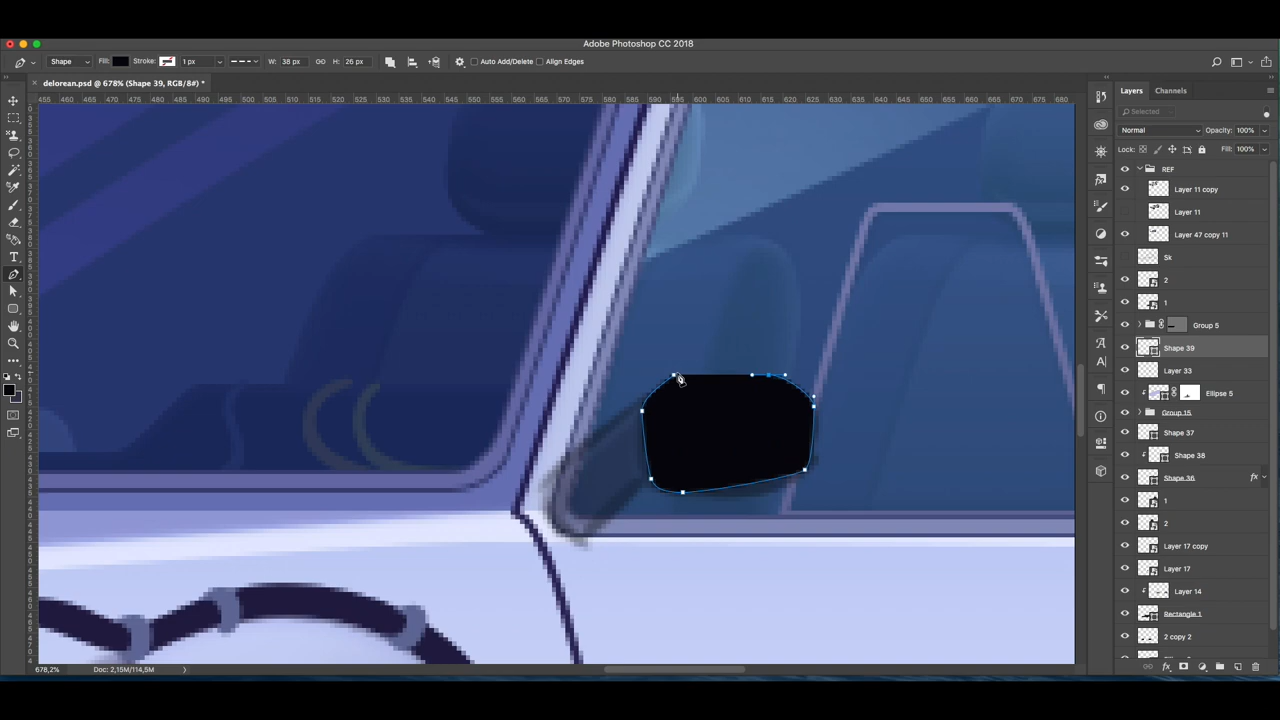 Adobe Photoshop CC 2018
Shape Fill: Stroke: 1 px W: 38 px H: 26 px Auto Add/Delete Align Edges
delorean.psd @ 678% (Shape 39, RGB/8#) *
455 460 465 470 475 480 485 490 495 500 505 510 515 520 525 530 535 540 545 550 555 560 565 570 575 580 585 590 595 600 605 610 615 620 625 630 635 640 645 650 655 660 665 670 675 680
Layers Channels
Selected
Normal Opacity: 100%
Lock: Fill: 100%
REF
Layer 11 copy
Layer 11
Layer 47 copy 11
Sk
2
1
Group 5
Shape 39
Layer 33
Ellipse 5
Group 15
Shape 37
Shape 38
Shape 36 fx
1
2
Layer 17 copy
Layer 17
Layer 14
Rectangle 1
2 copy 2
678,2% Doc: 2,15M/114,5M